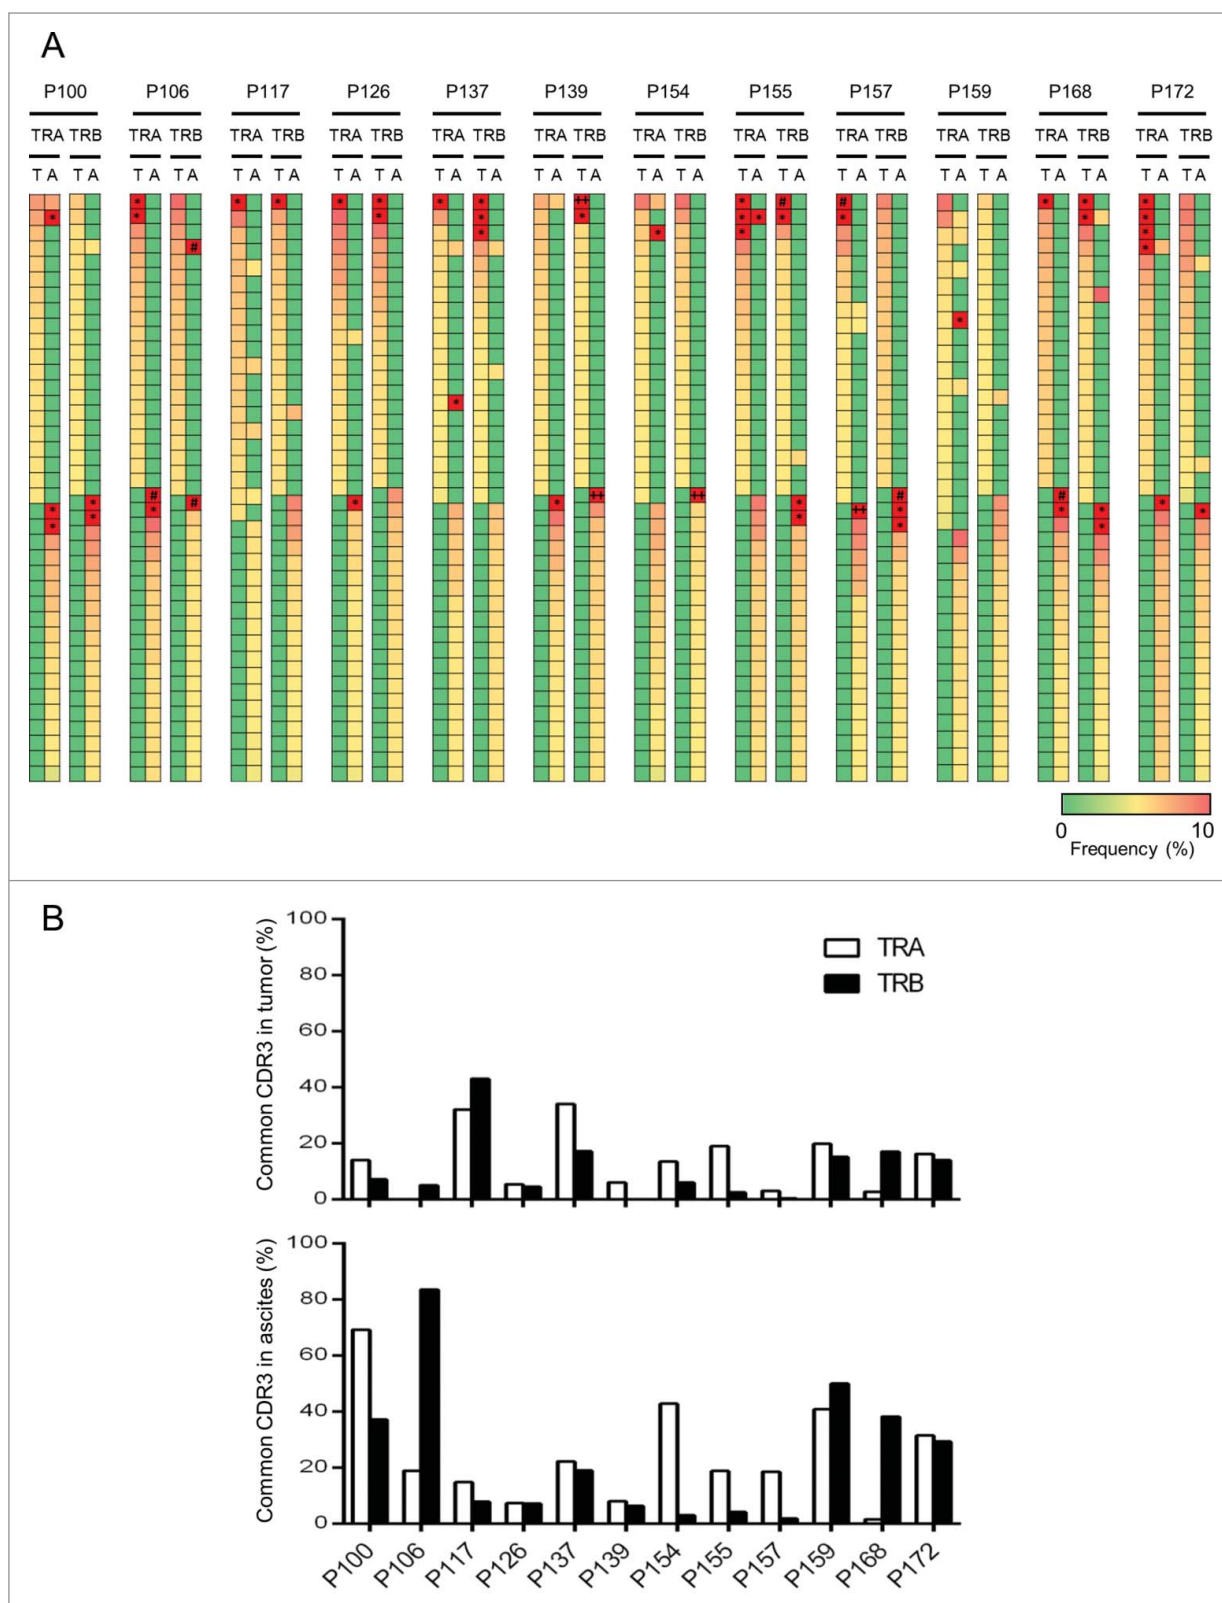 A
P100 P106 P117 P126 P137 P139 P154 P155 P157 P159 P168 P172
TRA TRB TRA TRB TRA TRB TRA TRB TRA TRB TRA TRB TRA TRB TRA TRB TRA TRB TRA TRB TRA TRB TRA TRB
T A T A T A T A T A T A T A T A T A T A T A T A T A T A T A T A T A T A T A T A T A T A T A T A
0 10
Frequency (%)
B
Common CDR3 in tumor (%)
100
80
60
40
20
0
TRA
TRB
Common CDR3 in ascites (%)
100
80
60
40
20
0
P100 P106 P117 P126 P137 P139 P154 P155 P157 P159 P168 P172